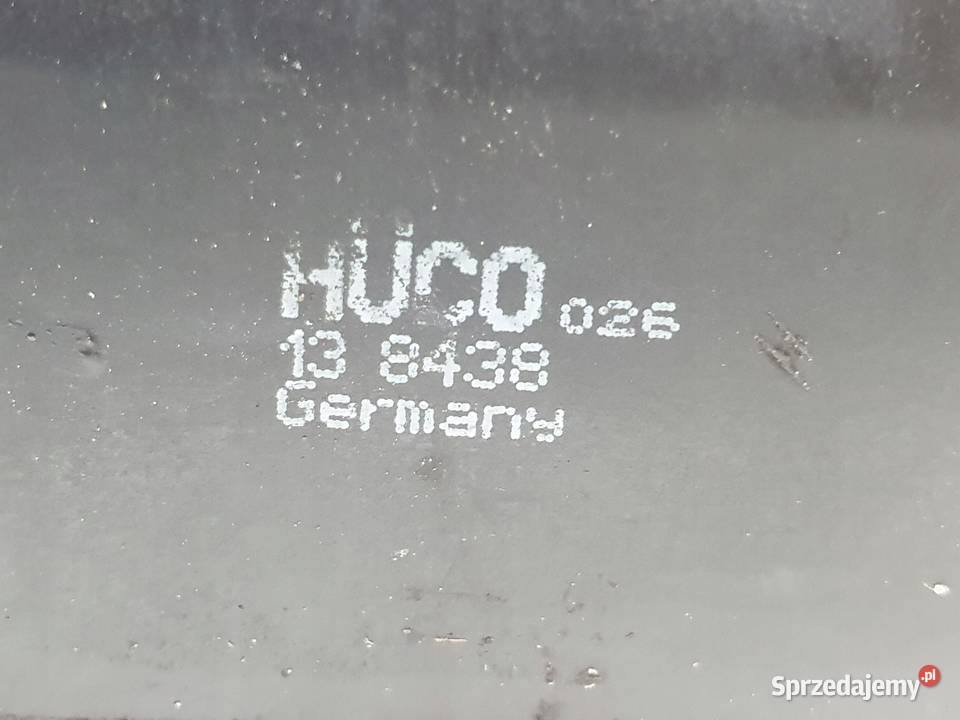 HÜCO 026
13 8438
Germany
Sprzedajemy.pl